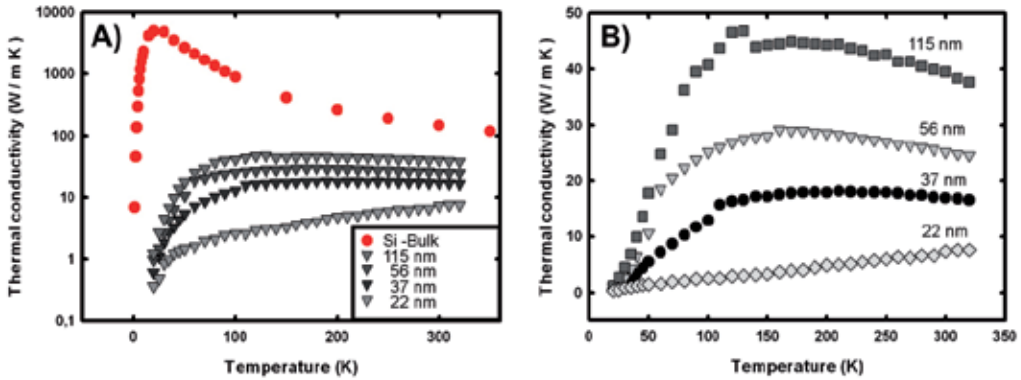 A)
Thermal conductivity (W / m K)
10000
1000
100
10
1
0,1
0
100
200
300
Temperature (K)
Si -Bulk
115 nm
56 nm
37 nm
22 nm
B)
Thermal conductivity (W / m K)
50
40
30
20
10
0
0
50
100
150
200
250
300
350
Temperature (K)
115 nm
56 nm
37 nm
22 nm